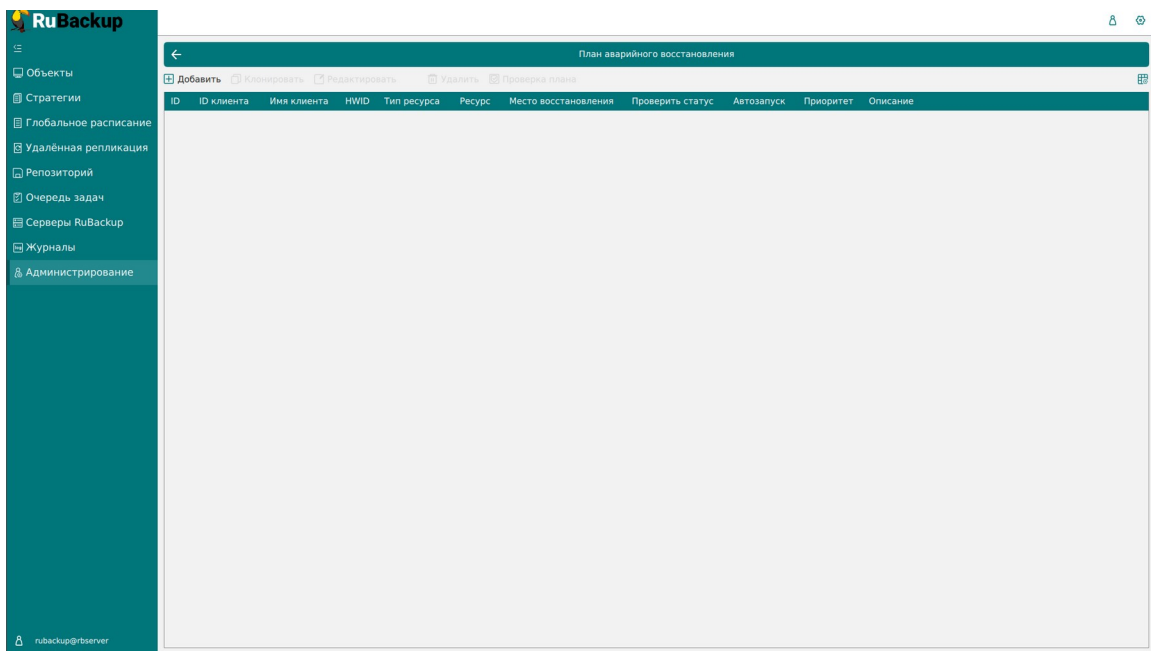 RuBackup
План аварийного восстановления
Добавить Клонировать Редактировать Удалить Проверка плана
ID ID клиента Имя клиента HWID Тип ресурса Ресурс Место восстановления Проверить статус Автозапуск Приоритет Описание
Объекты
Стратегии
Глобальное расписание
Удалённая репликация
Репозиторий
Очередь задач
Серверы RuBackup
Журналы
Администрирование
rubackup@rbserver